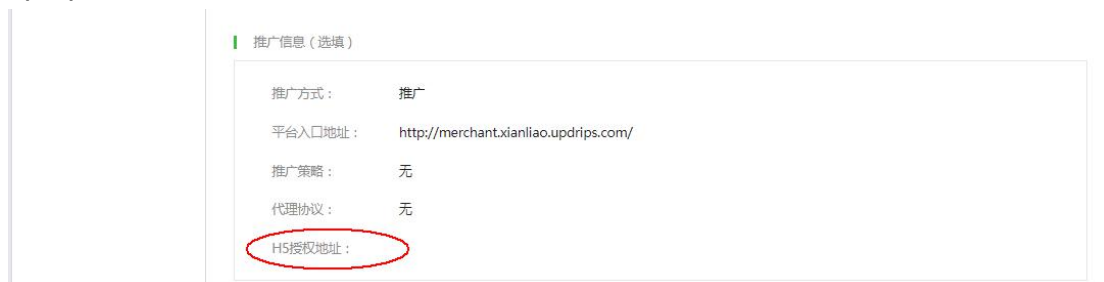 推广信息（选填）
推广方式： 推广
平台入口地址： http://merchant.xianliao.updrips.com/
推广策略： 无
代理协议： 无
H5授权地址：